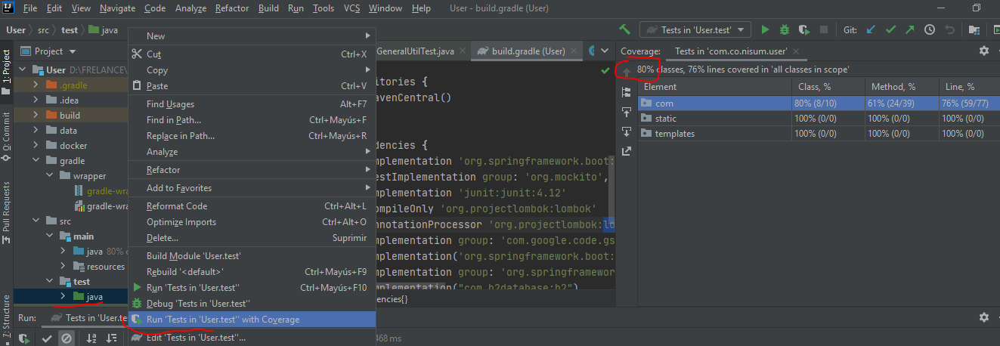 File Edit View Navigate Code Analyze Refactor Build Run Tools VCS Window Help User - build.gradle (User)
User src test java Tests in 'User.test' Git:
1: Project
Commit
Pull Requests
7: Structure
Project
User D:\FRELANCE\
.gradle
.idea
build
data
docker
gradle
wrapper
gradle-wra
gradle-wra
src
main
java 80% c
resources
test
java
New
Cut Ctrl+X
Copy
Paste Ctrl+V
Find Usages Alt+F7
Find in Path... Ctrl+Mayús+F
Replace in Path... Ctrl+Mayús+R
Analyze
Refactor
Add to Favorites
Reformat Code Ctrl+Alt+L
Optimize Imports Ctrl+Alt+O
Delete... Suprimir
Build Module 'User.test'
Rebuild '<default>' Ctrl+Mayús+F9
Run 'Tests in 'User.test'' Ctrl+Mayús+F10
Debug 'Tests in 'User.test''
Run 'Tests in 'User.test'' with Coverage
Edit 'Tests in 'User.test''...
GeneralUtilTest.java build.gradle (User)
itories {
avenCentral()
dencies {
mplementation 'org.springframework.boot:
estImplementation group: 'org.mockito',
mplementation 'junit:junit:4.12'
ompileOnly 'org.projectlombok:lombok'
nnotationProcessor 'org.projectlombok:lo
mplementation group: 'com.google.code.gs
mplementation('org.springframework.boot:
mplementation group: 'org.springframewor
mplementation("com.h2database:h2")
encies{}
Coverage: Tests in 'com.co.nisum.user'
80% classes, 76% lines covered in 'all classes in scope'
Element Class, % Method, % Line, %
com 80% (8/10) 61% (24/39) 76% (59/77)
static 100% (0/0) 100% (0/0) 100% (0/0)
templates 100% (0/0) 100% (0/0) 100% (0/0)
Run: Tests in 'User.te
468 ms